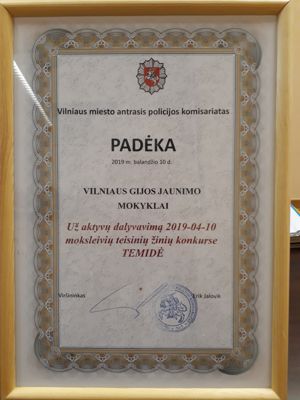 Vilniaus miesto antrasis policijos komisariatas
PADĖKA
2019 m. balandžio 10 d.
VILNIAUS GIJOS JAUNIMO
MOKYKLAI
Už aktyvų dalyvavimą 2019-04-10
moksleivių teisinių žinių konkurse
TEMIDĖ
Viršininkas
Erik Jalovik